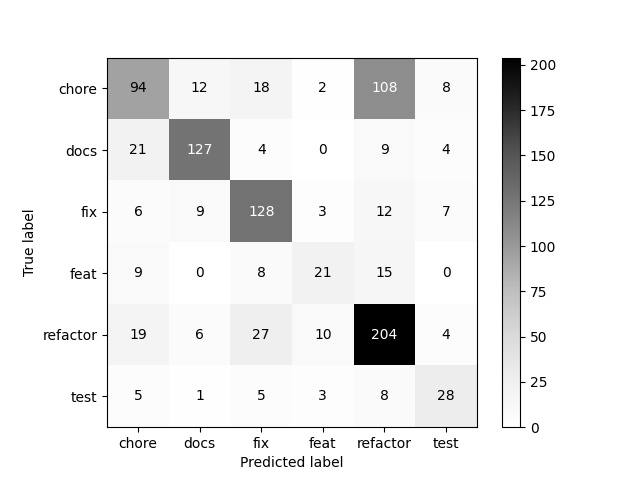 chore 94 12 18 2 108 8
docs 21 127 4 0 9 4
fix 6 9 128 3 12 7
feat 9 0 8 21 15 0
refactor 19 6 27 10 204 4
test 5 1 5 3 8 28
chore docs fix feat refactor test
Predicted label
True label
200
175
150
125
100
75
50
25
0